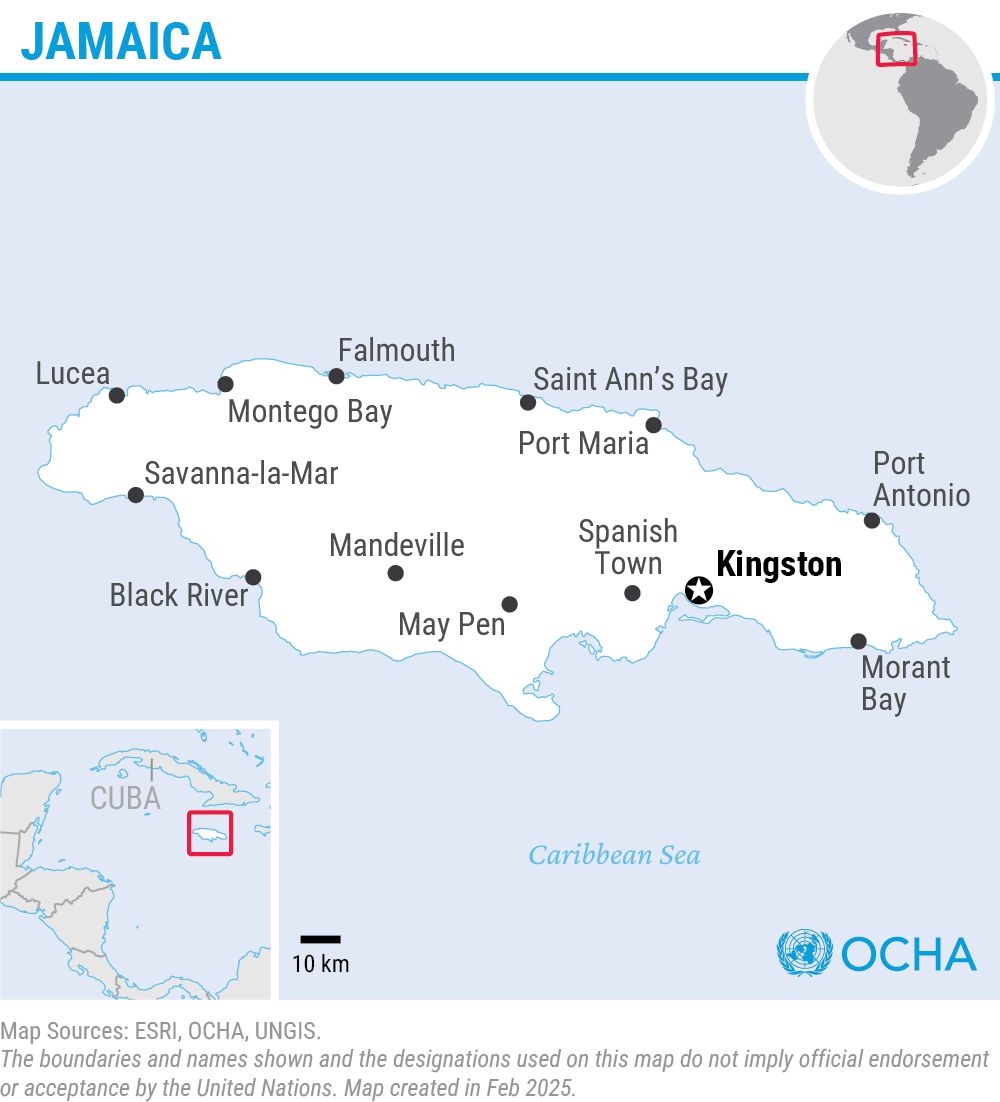 JAMAICA
Falmouth
Lucea
Saint Ann’s Bay
Montego Bay
Port Maria
Port
Antonio
Savanna-la-Mar
Spanish
Town
Mandeville
Kingston
Black River
May Pen
Morant
Bay
CUBA
Caribbean Sea
10 km
OCHA
Map Sources: ESRI, OCHA, UNGIS.
The boundaries and names shown and the designations used on this map do not imply official endorsement
or acceptance by the United Nations. Map created in Feb 2025.